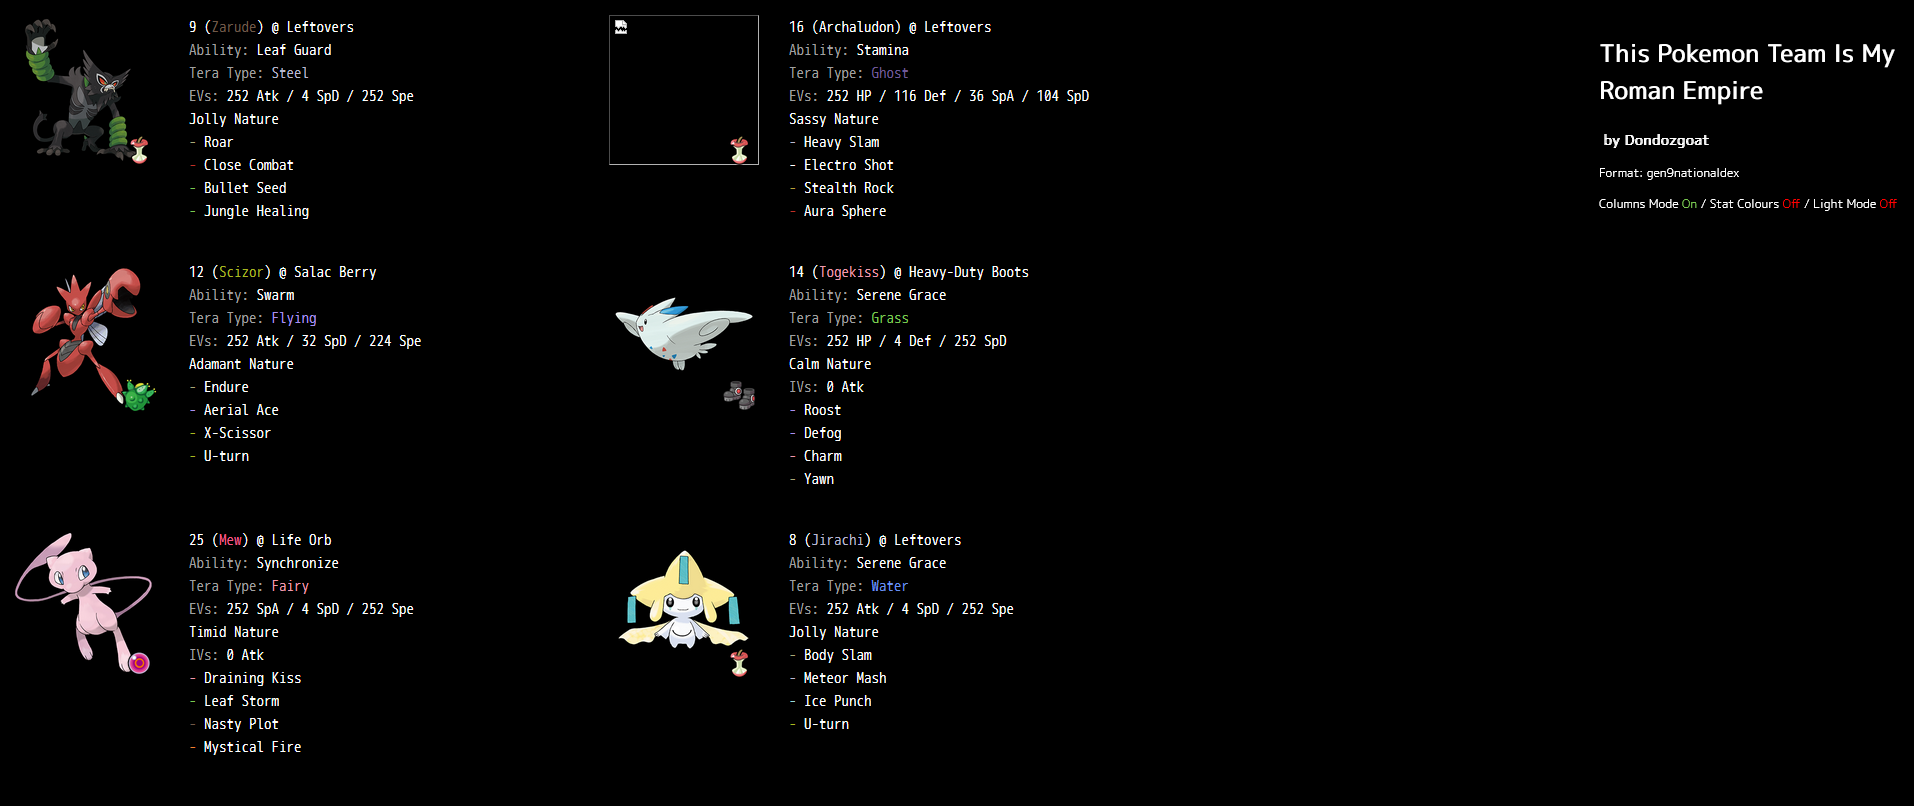 9 (Zarude) @ Leftovers
Ability: Leaf Guard
Tera Type: Steel
EVs: 252 Atk / 4 SpD / 252 Spe
Jolly Nature
- Roar
- Close Combat
- Bullet Seed
- Jungle Healing
16 (Archaludon) @ Leftovers
Ability: Stamina
Tera Type: Ghost
EVs: 252 HP / 116 Def / 36 SpA / 104 SpD
Sassy Nature
- Heavy Slam
- Electro Shot
- Stealth Rock
- Aura Sphere
12 (Scizor) @ Salac Berry
Ability: Swarm
Tera Type: Flying
EVs: 252 Atk / 32 SpD / 224 Spe
Adamant Nature
- Endure
- Aerial Ace
- X-Scissor
- U-turn
14 (Togekiss) @ Heavy-Duty Boots
Ability: Serene Grace
Tera Type: Grass
EVs: 252 HP / 4 Def / 252 SpD
Calm Nature
IVs: 0 Atk
- Roost
- Defog
- Charm
- Yawn
25 (Mew) @ Life Orb
Ability: Synchronize
Tera Type: Fairy
EVs: 252 SpA / 4 SpD / 252 Spe
Timid Nature
IVs: 0 Atk
- Draining Kiss
- Leaf Storm
- Nasty Plot
- Mystical Fire
8 (Jirachi) @ Leftovers
Ability: Serene Grace
Tera Type: Water
EVs: 252 Atk / 4 SpD / 252 Spe
Jolly Nature
- Body Slam
- Meteor Mash
- Ice Punch
- U-turn
This Pokemon Team Is My
Roman Empire
by Dondozgoat
Format: gen9nationaldex
Columns Mode On / Stat Colours Off / Light Mode Off